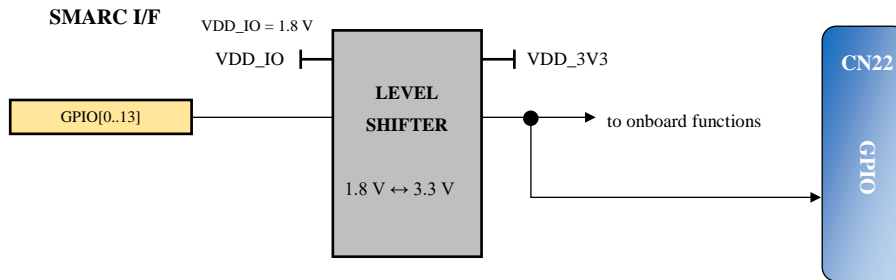 SMARC I/F
VDD_IO = 1.8 V
VDD_IO
VDD_3V3
LEVEL
SHIFTER
1.8 V ↔ 3.3 V
GPIO[0..13]
to onboard functions
CN22
GPIO